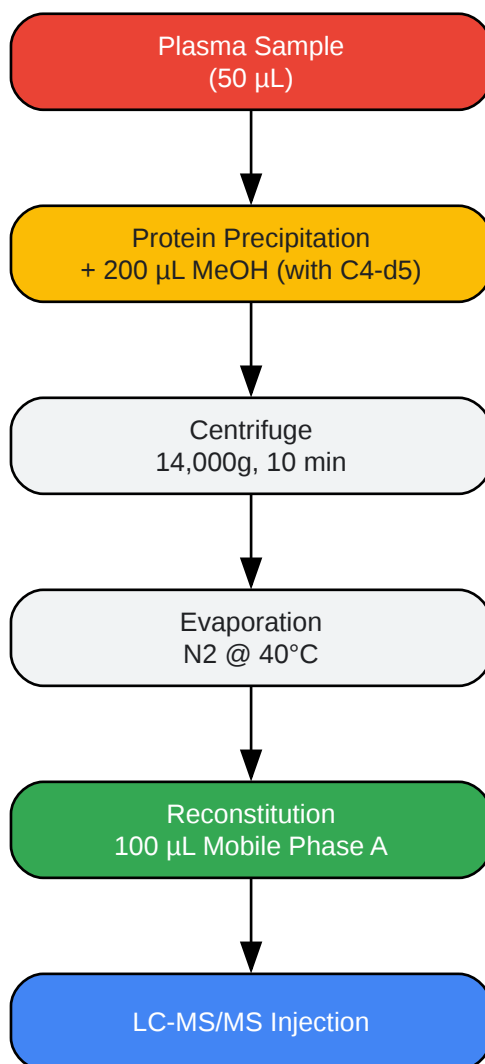 Plasma Sample
(50 µL)
Protein Precipitation
+ 200 µL MeOH (with C4-d5)
Centrifuge
14,000g, 10 min
Evaporation
N2 @ 40°C
Reconstitution
100 µL Mobile Phase A
LC-MS/MS Injection